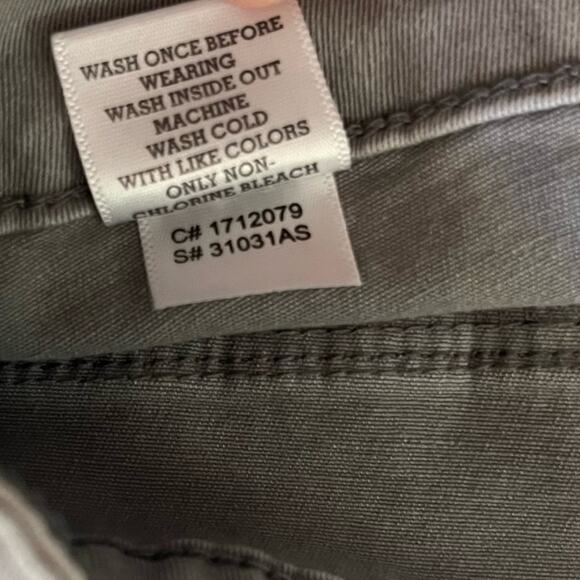 WASH ONCE BEFORE
WEARING
WASH INSIDE OUT
MACHINE
WASH COLD
WITH LIKE COLORS
ONLY NON-
CHLORINE BLEACH
C# 1712079
S# 31031AS